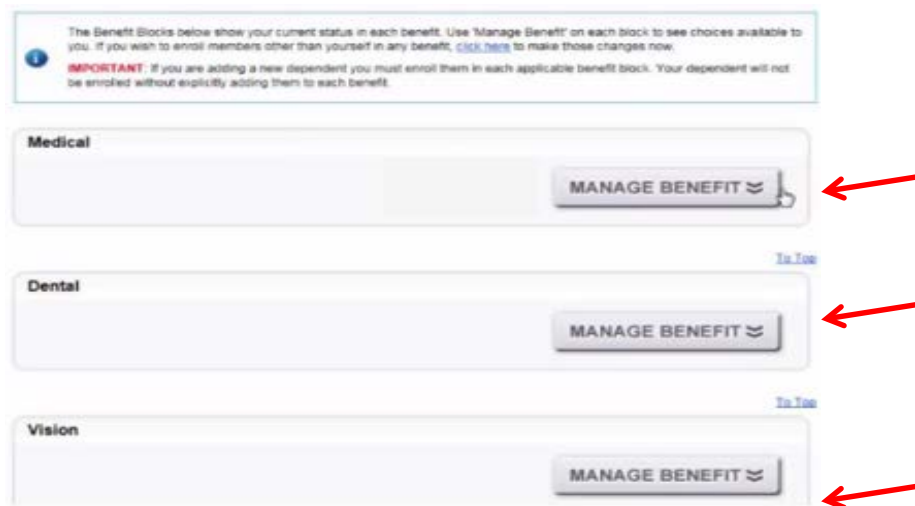 The Benefit Blocks below show your current status in each benefit. Use 'Manage Benefit' on each block to see choices available to
you. If you wish to enroll members other than yourself in any benefit, click here to make those changes now.
IMPORTANT: If you are adding a new dependent you must enroll them in each applicable benefit block. Your dependent will not
be enrolled without explicitly adding them to each benefit.
Medical
MANAGE BENEFIT
To Top
Dental
MANAGE BENEFIT
To Top
Vision
MANAGE BENEFIT